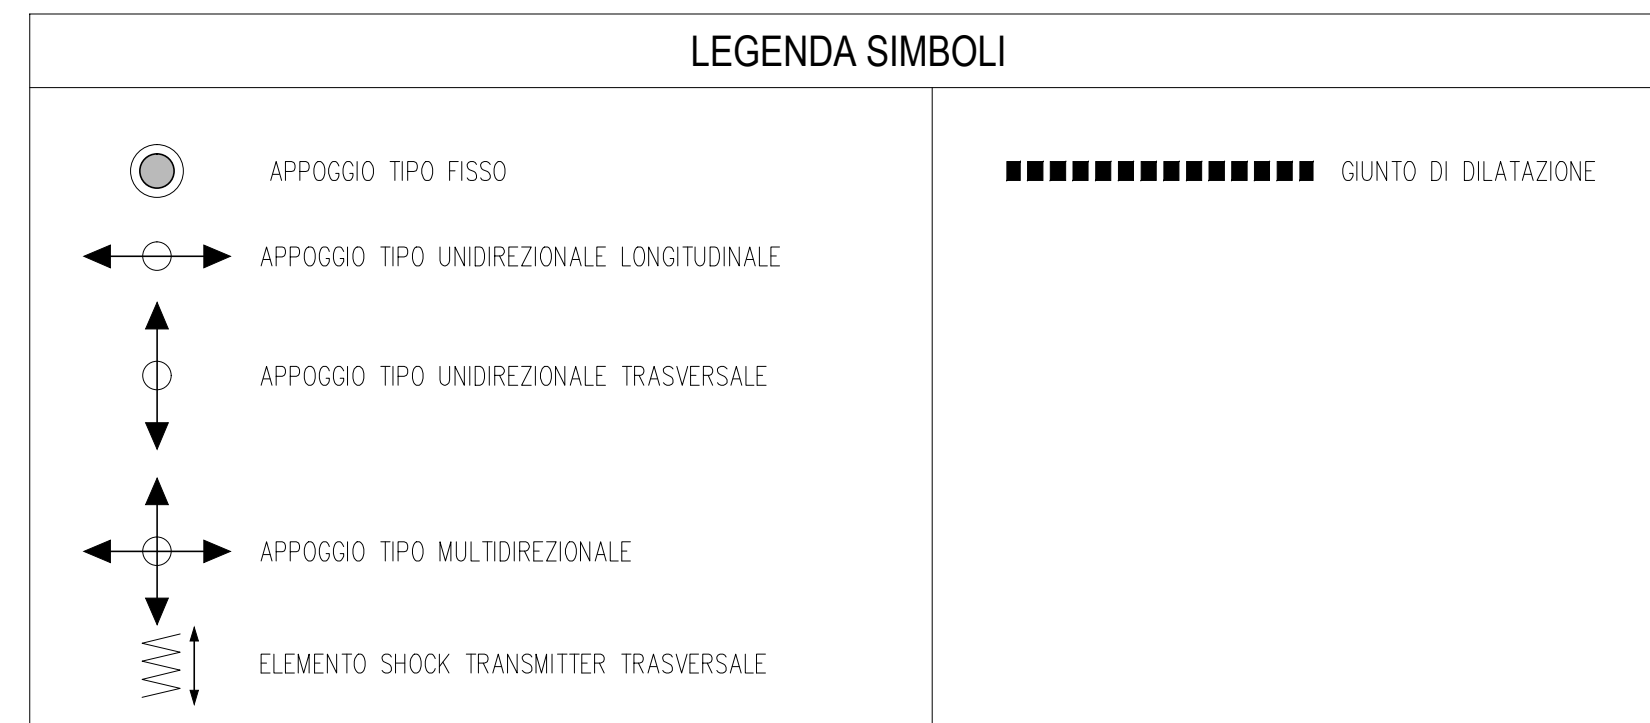 LEGENDA SIMBOLI
APPOGGIO TIPO FISSO
APPOGGIO TIPO UNIDIREZIONALE LONGITUDINALE
APPOGGIO TIPO UNIDIREZIONALE TRASVERSALE
APPOGGIO TIPO MULTIDIREZIONALE
ELEMENTO SHOCK TRANSMITTER TRASVERSALE
GIUNTO DI DILATAZIONE